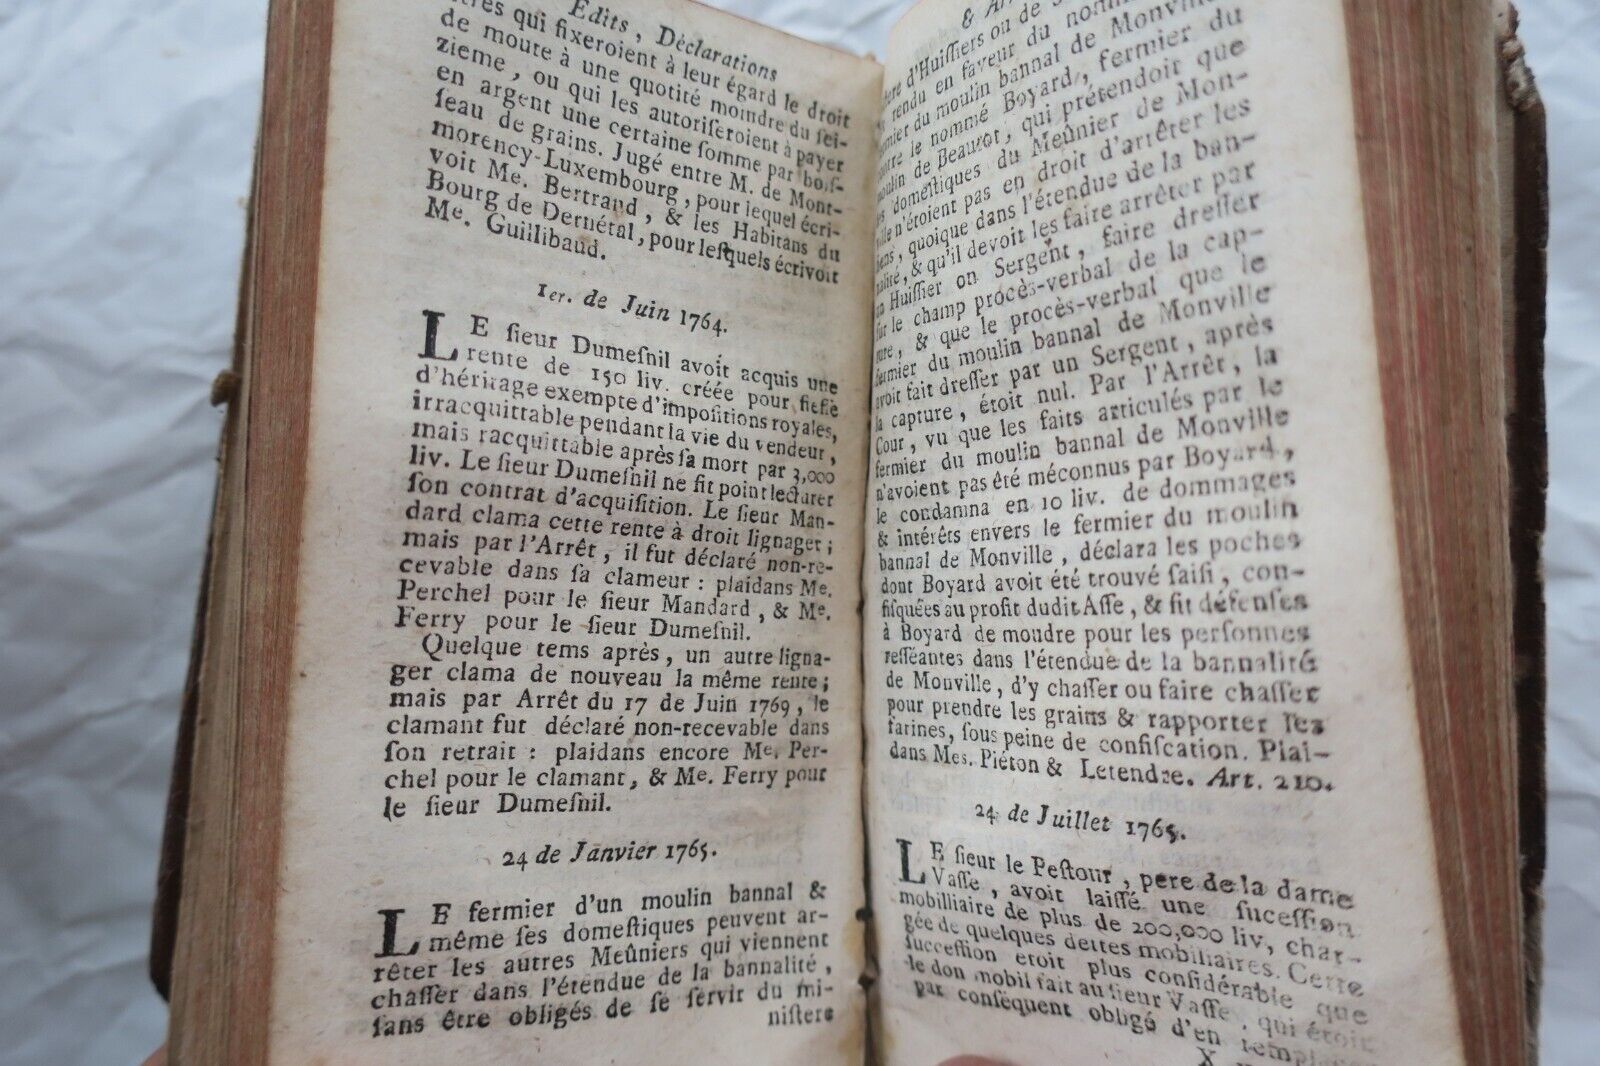 Edits, Déclarations
tres qui fixeroient à leur égard le droit
de moute à une quotité moindre du sei-
zieme, ou qui les autoriſeroient à payer
en argent une certaine ſomme par boiſ-
ſeau de grains. Jugé entre M. de Mont-
morency-Luxembourg, pour lequel écri-
voit Me. Bertrand, & les Habitans du
Bourg de Dernétal, pour leſquels écrivoit
Me. Guillibaud.
1er. de Juin 1764.
LE ſieur Dumeſnil avoit acquis une
rente de 150 liv. créée pour fieffe
d'héritage exempte d'impoſitions royales,
irracquittable pendant la vie du vendeur,
mais racquittable après ſa mort par 3,000
liv. Le ſieur Dumeſnil ne fit point lecturer
ſon contrat d'acquiſition. Le ſieur Man-
dard clama cette rente à droit lignager;
mais par l'Arrêt, il fut déclaré non-re-
cevable dans ſa clameur: plaidans Me.
Perchel pour le ſieur Mandard, & Me.
Ferry pour le ſieur Dumeſnil.
Quelque tems après, un autre ligna-
ger clama de nouveau la même rente;
mais par Arrêt du 17 de Juin 1769, le
clamant fut déclaré non-recevable dans
ſon retrait: plaidans encore Me. Per-
chel pour le clamant, & Me. Ferry pour
le ſieur Dumeſnil.
24 de Janvier 1765.
LE fermier d'un moulin bannal &
même ſes domeſtiques peuvent ar-
rêter les autres Meûniers qui viennent
chaſſer dans l'étendue de la bannalité,
ſans être obligés de ſe ſervir du mi-
niſtere
d'Huiſſiers ou de
rendu en faveur du nommé
du moulin bannal de Monville
le nommé Boyard, fermier du
moulin de Beautot, qui prétendoit que
domeſtiques du Meûnier de Mon-
ville n'étoient pas en droit d'arrêter les
quoique dans l'étendue de la ban-
nalité, & qu'il devoit les faire arrêter par
un Huiſſier ou Sergent, faire dreſſer
ſur le champ procès-verbal de la cap-
ture, & que le procès-verbal que le
fermier du moulin bannal de Monville
avoit fait dreſſer par un Sergent, après
la capture, étoit nul. Par l'Arrêt, la
Cour, vu que les faits articulés par le
fermier du moulin bannal de Monville
n'avoient pas été méconnus par Boyard,
le condamna en 10 liv. de dommages
& intérêts envers le fermier du moulin
bannal de Monville, déclara les poches
dont Boyard avoit été trouvé ſaiſi, con-
fiſquées au profit dudit Aſſe, & fit défenſes
à Boyard de moudre pour les perſonnes
reſſéantes dans l'étendue de la bannalité
de Monville, d'y chaſſer ou faire chaſſer
pour prendre les grains & rapporter les
farines, ſous peine de confiſcation. Plai-
dans Mes. Piéton & Letendre. Art. 210.
24 de Juillet 1765.
LE ſieur le Peſtour, pere de la dame
Vaſſe, avoit laiſſé une ſuceſſion
mobilliaire de plus de 200,000 liv, char-
gée de quelques dettes mobiliaires. Cette
ſucceſſion étoit plus conſidérable que
le don mobil fait au ſieur Vaſſe, qui étoit
par conſéquent obligé d'en
X